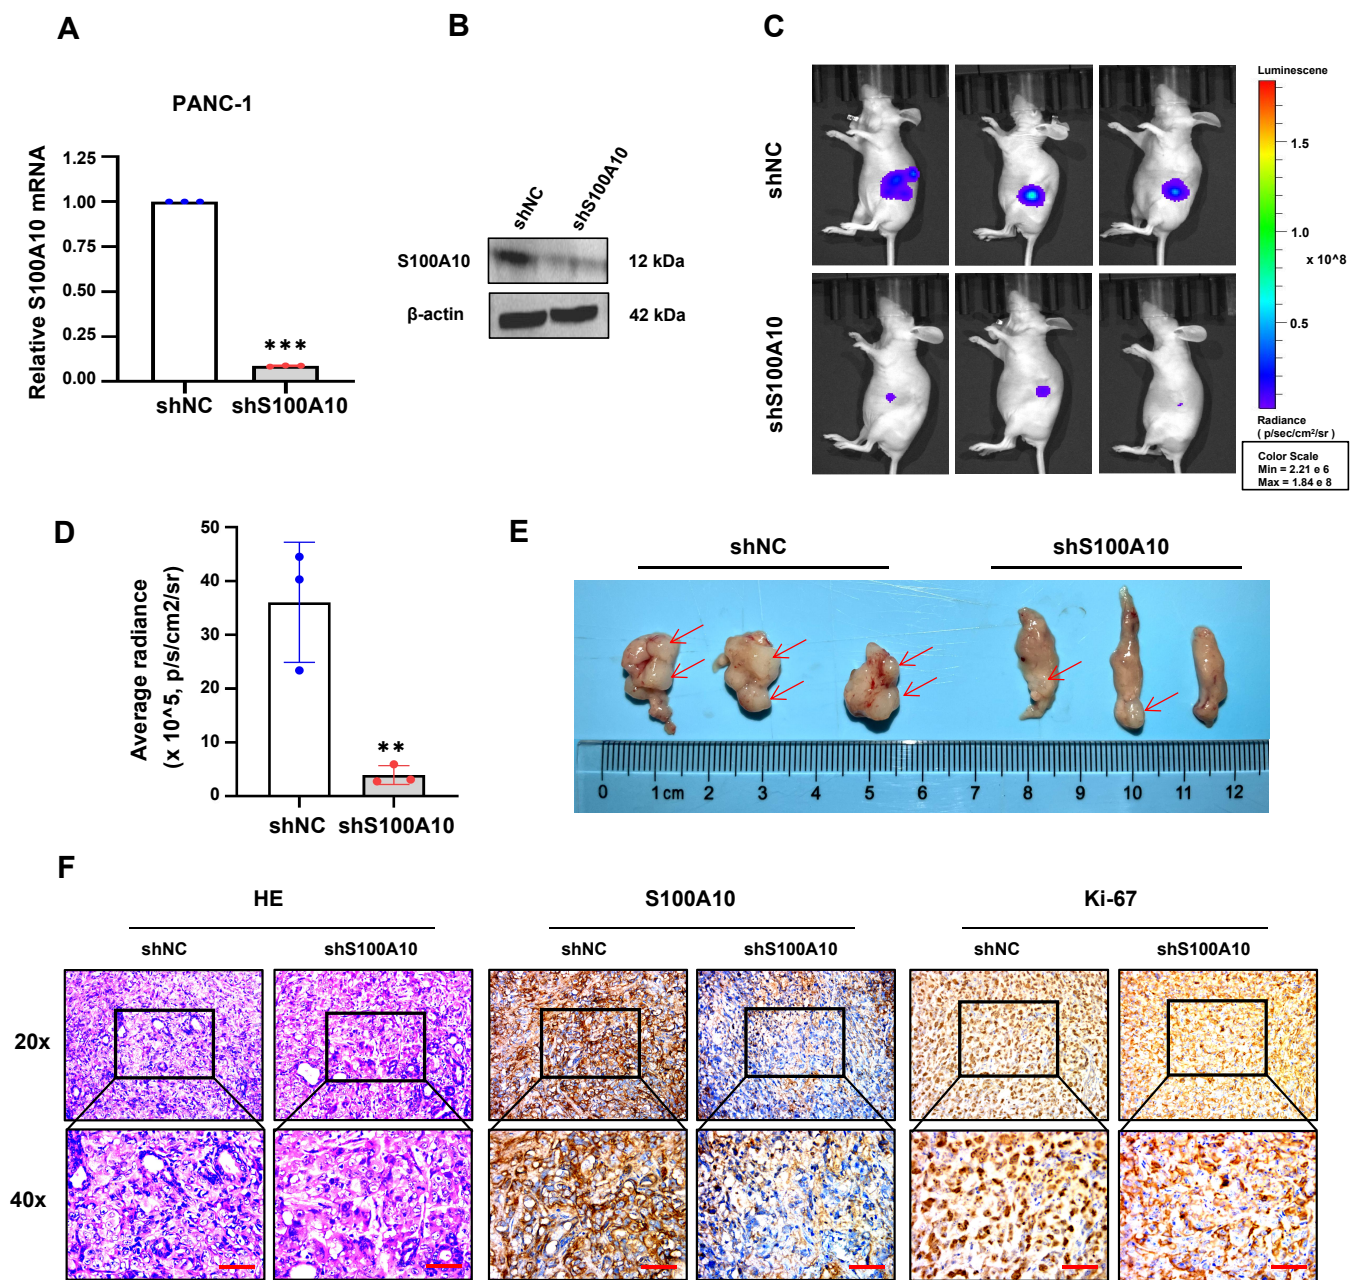 A
PANC-1
Relative S100A10 mRNA
1.25
1.00
0.75
0.50
0.25
0.00
***
shNC
shS100A10
B
shNC
shS100A10
S100A10
12 kDa
β-actin
42 kDa
C
shNC
shS100A10
Luminescene
1.5
1.0
x 10^8
0.5
Radiance
( p/sec/cm²/sr )
Color Scale
Min = 2.21 e 6
Max = 1.84 e 8
D
Average radiance
(x 10^5, p/s/cm2/sr)
50
40
30
20
10
0
**
shNC
shS100A10
E
shNC
shS100A10
0 1cm 2 3 4 5 6 7 8 9 10 11 12
F
HE
S100A10
Ki-67
shNC
shS100A10
shNC
shS100A10
shNC
shS100A10
20x
40x